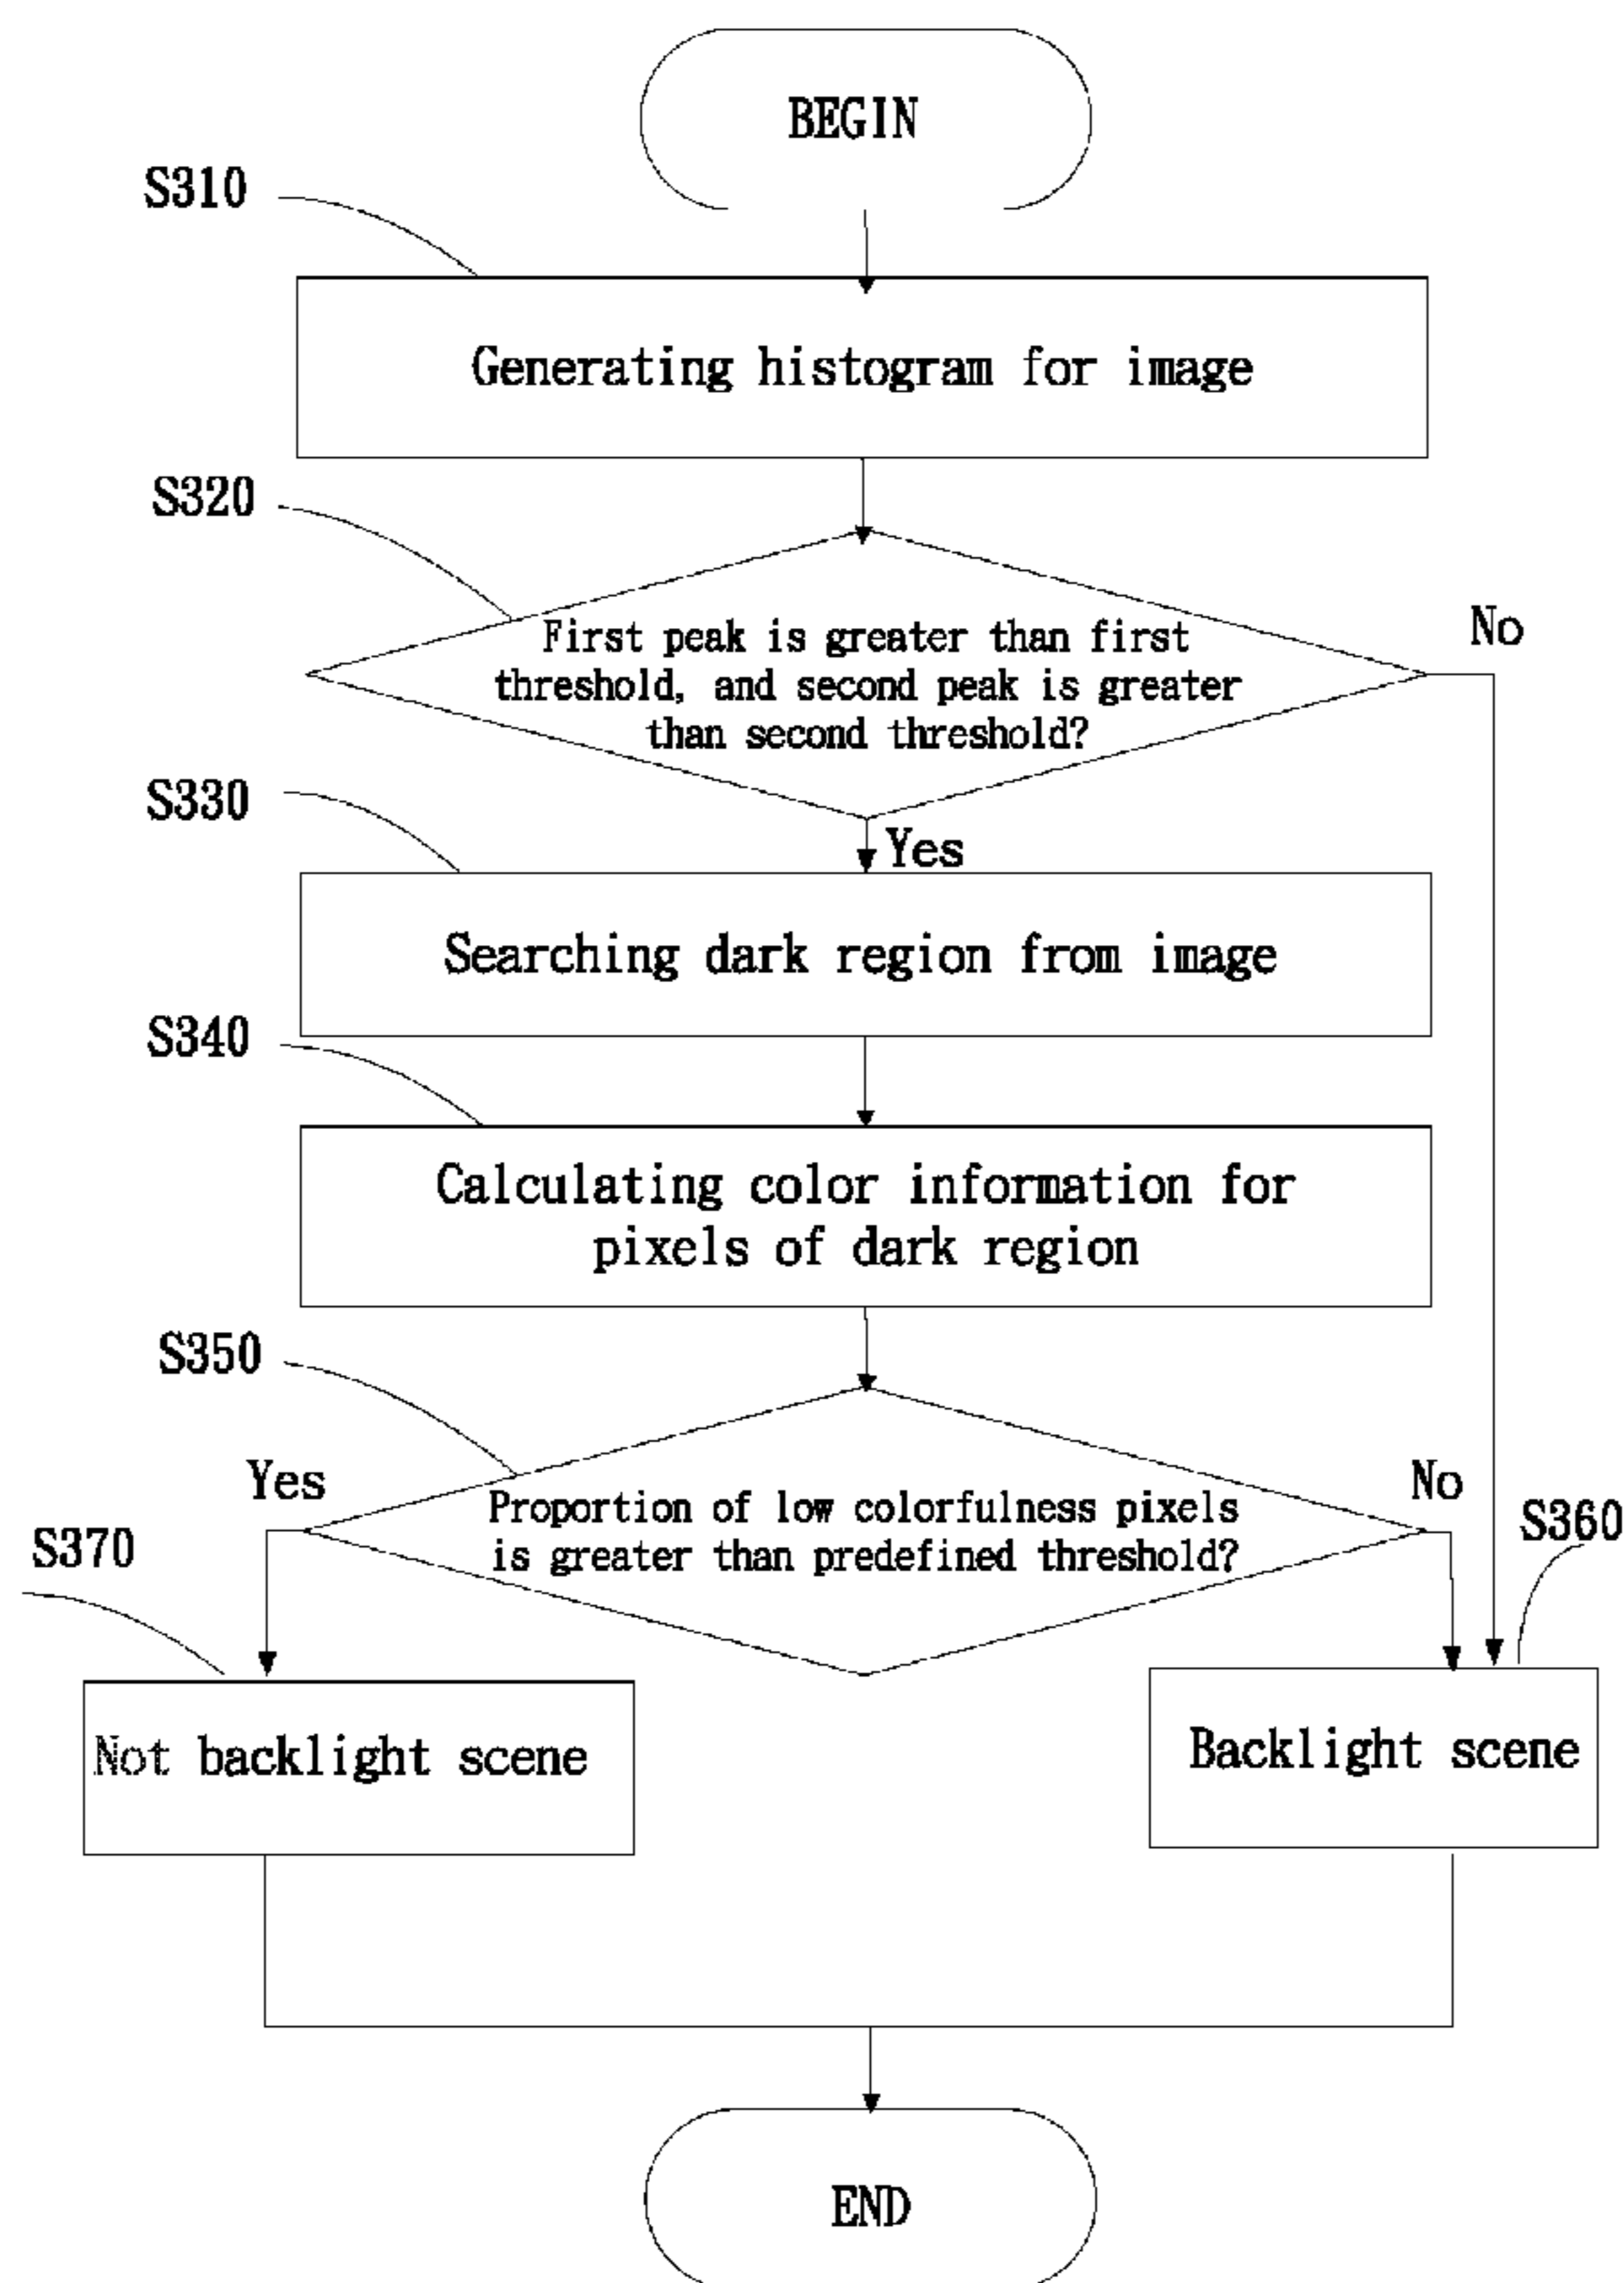 BEGIN
S310
Generating histogram for image
S320
First peak is greater than first
threshold, and second peak is greater
than second threshold?
No
S330
Yes
Searching dark region from image
S340
Calculating color information for
pixels of dark region
S350
Yes
Proportion of low colorfulness pixels
is greater than predefined threshold?
No
S370
S360
Not backlight scene
Backlight scene
END